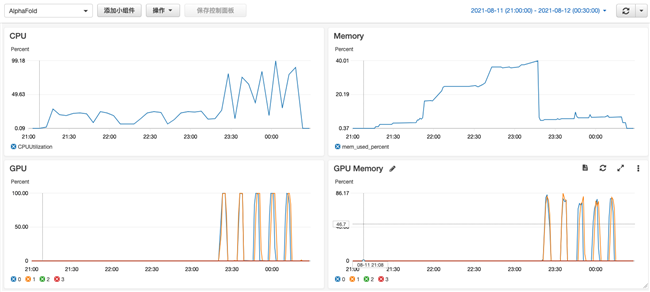 AlphaFold
添加小组件
操作
保存控制面板
2021-08-11 (21:00:00) - 2021-08-12 (00:30:00)
CPU
Percent
99.18
49.63
0.09
21:00 21:30 22:00 22:30 23:00 23:30 00:00
CPUUtilization
Memory
Percent
40.01
20.19
0.37
21:00 21:30 22:00 22:30 23:00 23:30 00:00
mem_used_percent
GPU
Percent
100.00
50.00
0
21:00 21:30 22:00 22:30 23:00 23:30 00:00
0 1 2 3
GPU Memory
Percent
86.17
46.7
0
21:00 08-11 21:08 22:00 22:30 23:00 23:30 00:00
0 1 2 3